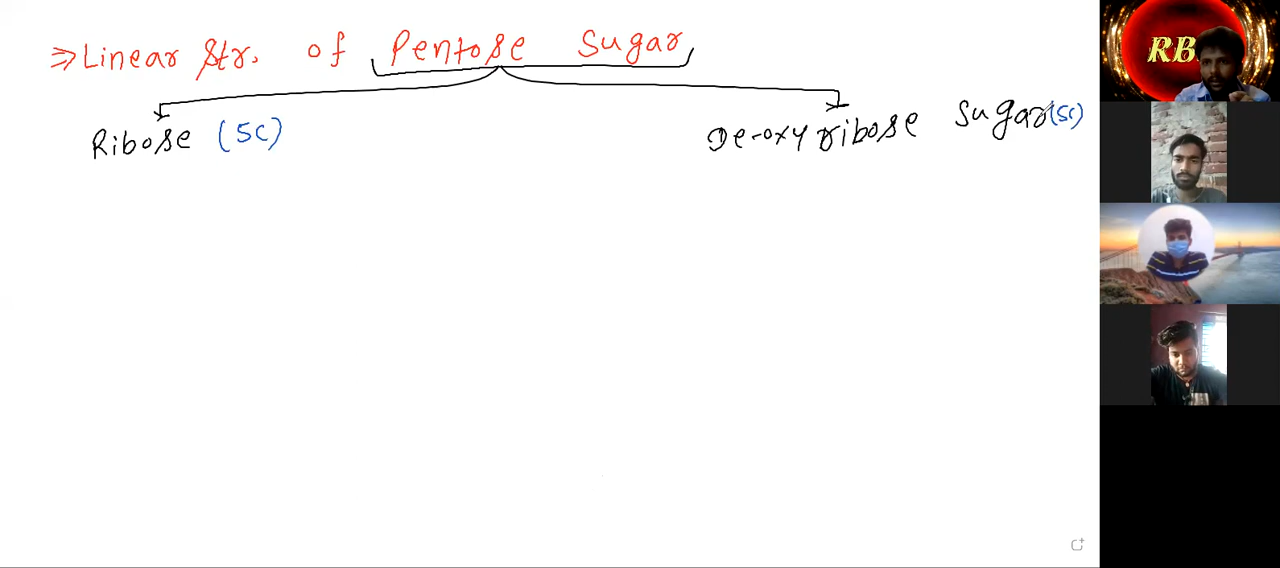 ⇒ Linear Str. of Pentose Sugar
Ribose (5C)
De-oxy ribose Sugar (5C)
RB